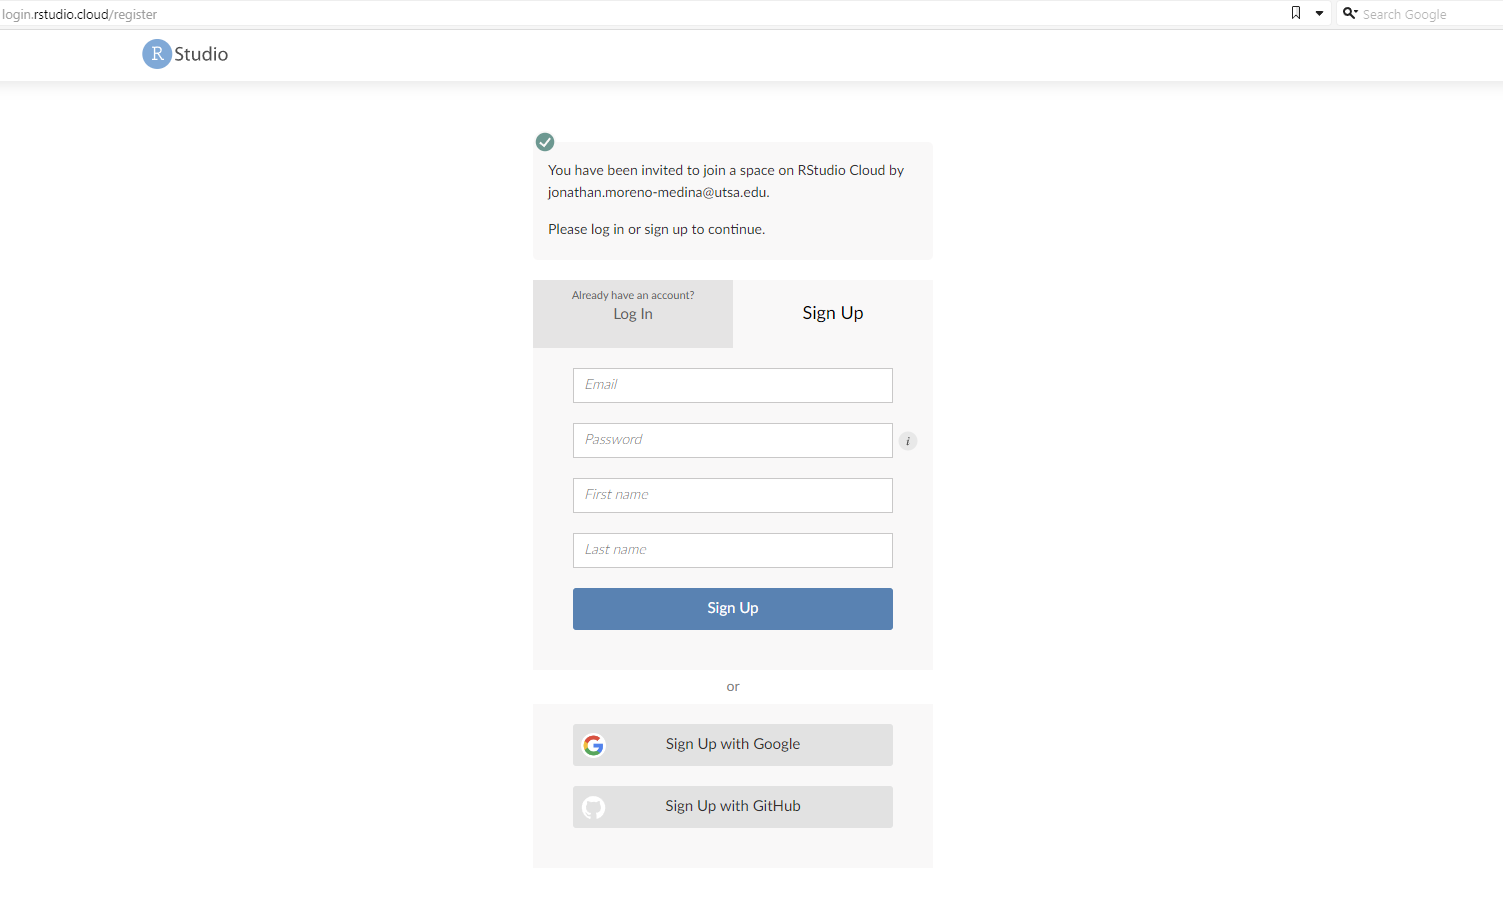 login.rstudio.cloud/register
Search Google
R Studio
You have been invited to join a space on RStudio Cloud by
jonathan.moreno-medina@utsa.edu.
Please log in or sign up to continue.
Already have an account?
Log In
Sign Up
Email
Password
i
First name
Last name
Sign Up
or
Sign Up with Google
Sign Up with GitHub